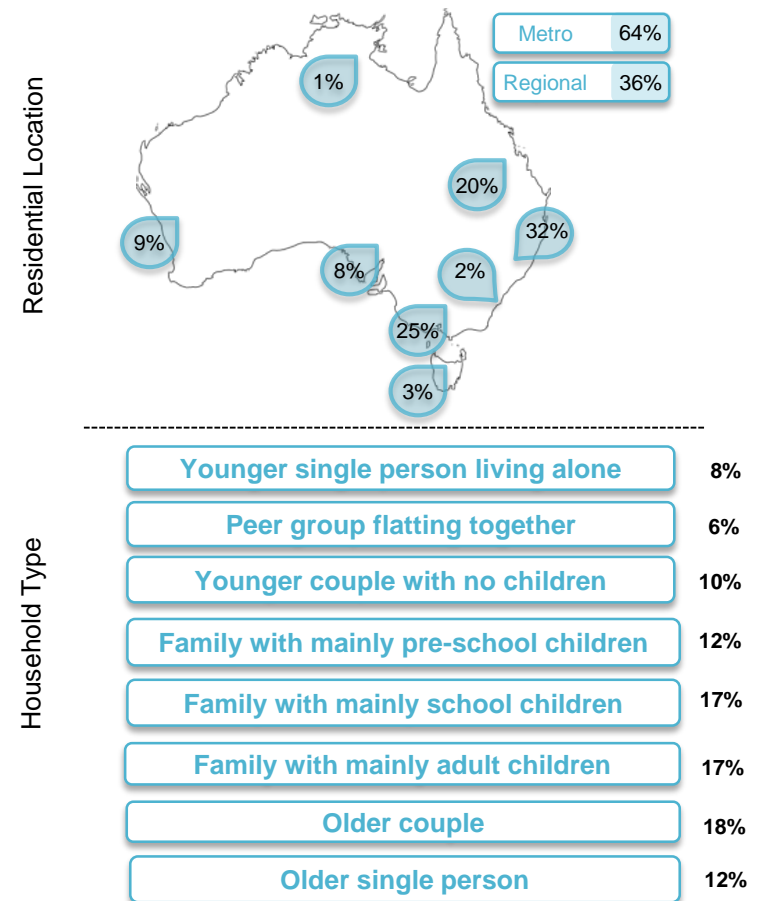 Residential Location
Metro 64%
Regional 36%
1%
20%
32%
9%
8%
2%
25%
3%
Household Type
Younger single person living alone 8%
Peer group flatting together 6%
Younger couple with no children 10%
Family with mainly pre-school children 12%
Family with mainly school children 17%
Family with mainly adult children 17%
Older couple 18%
Older single person 12%